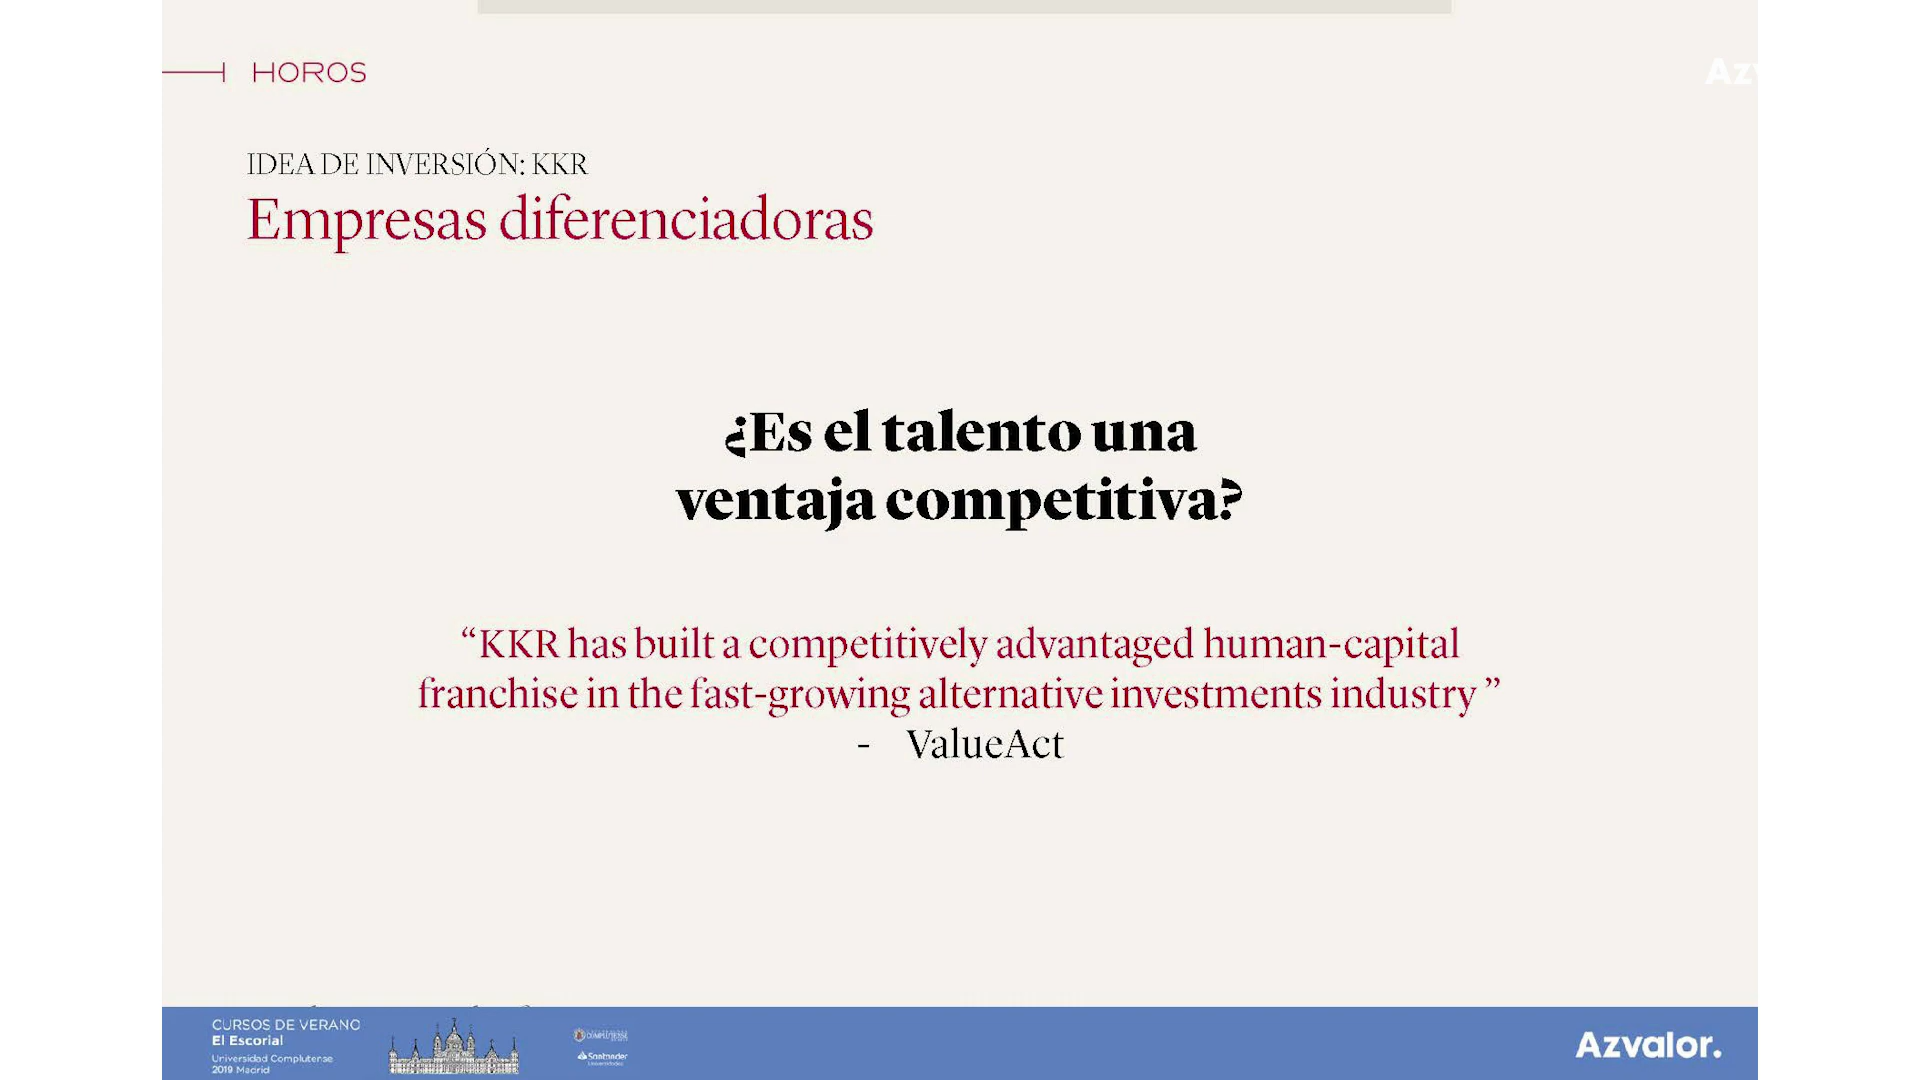 HOROS
Az
IDEA DE INVERSIÓN: KKR
Empresas diferenciadoras
¿Es el talento una
ventaja competitiva?
“KKR has built a competitively advantaged human-capital
franchise in the fast-growing alternative investments industry ”
- ValueAct
CURSOS DE VERANO
El Escorial
Universidad Complutense
2019 Madrid
COMPLUTENSE
Santander
Azvalor.